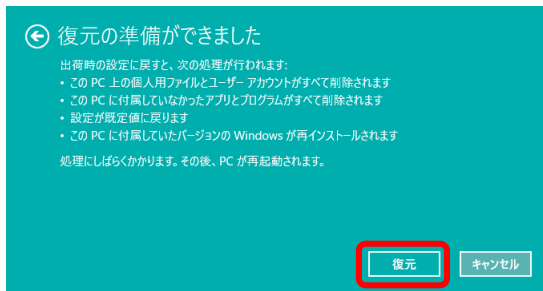 復元の準備ができました
出荷時の設定に戻すと、次の処理が行われます:
• この PC 上の個人用ファイルとユーザー アカウントがすべて削除されます
• この PC に付属していなかったアプリとプログラムがすべて削除されます
• 設定が既定値に戻ります
• この PC に付属していたバージョンの Windows が再インストールされます
処理にしばらくかかります。その後、PC が再起動されます。
復元
キャンセル